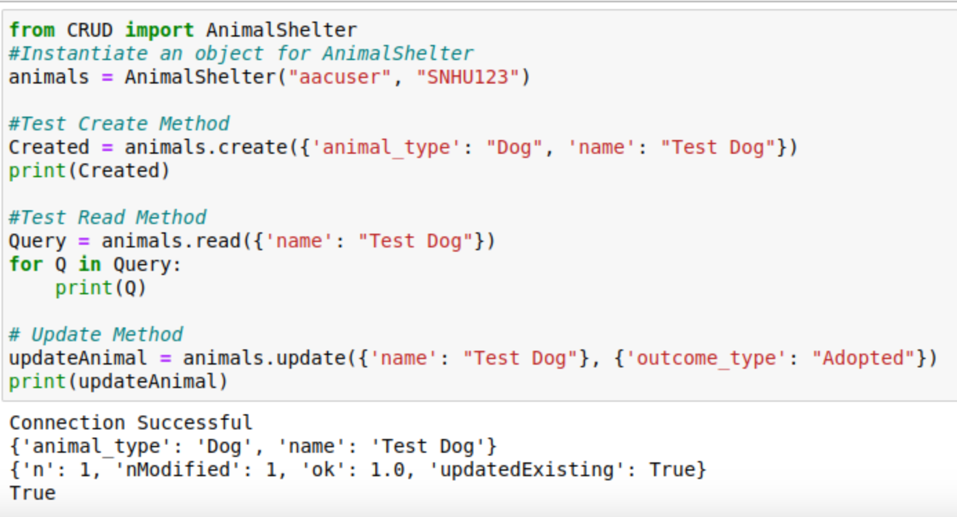 from CRUD import AnimalShelter
#Instantiate an object for AnimalShelter
animals = AnimalShelter("aacuser", "SNHU123")

#Test Create Method
Created = animals.create({'animal_type': "Dog", 'name': "Test Dog"})
print(Created)

#Test Read Method
Query = animals.read({'name': "Test Dog"})
for Q in Query:
    print(Q)

# Update Method
updateAnimal = animals.update({'name': "Test Dog"}, {'outcome_type': "Adopted"})
print(updateAnimal)

Connection Successful
{'animal_type': 'Dog', 'name': 'Test Dog'}
{'n': 1, 'nModified': 1, 'ok': 1.0, 'updatedExisting': True}
True